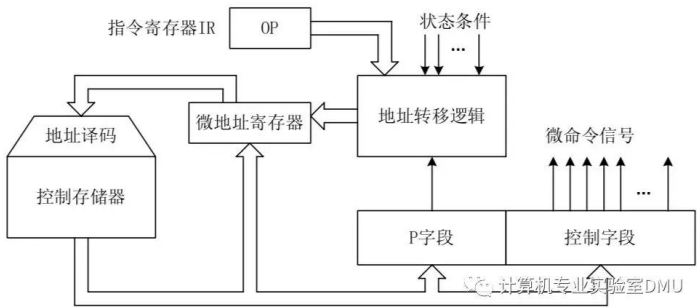 指令寄存器IR
OP
状态条件
...
地址译码
微地址寄存器
地址转移逻辑
微命令信号
...
控制存储器
P字段
控制字段
计算机专业实验室DMU